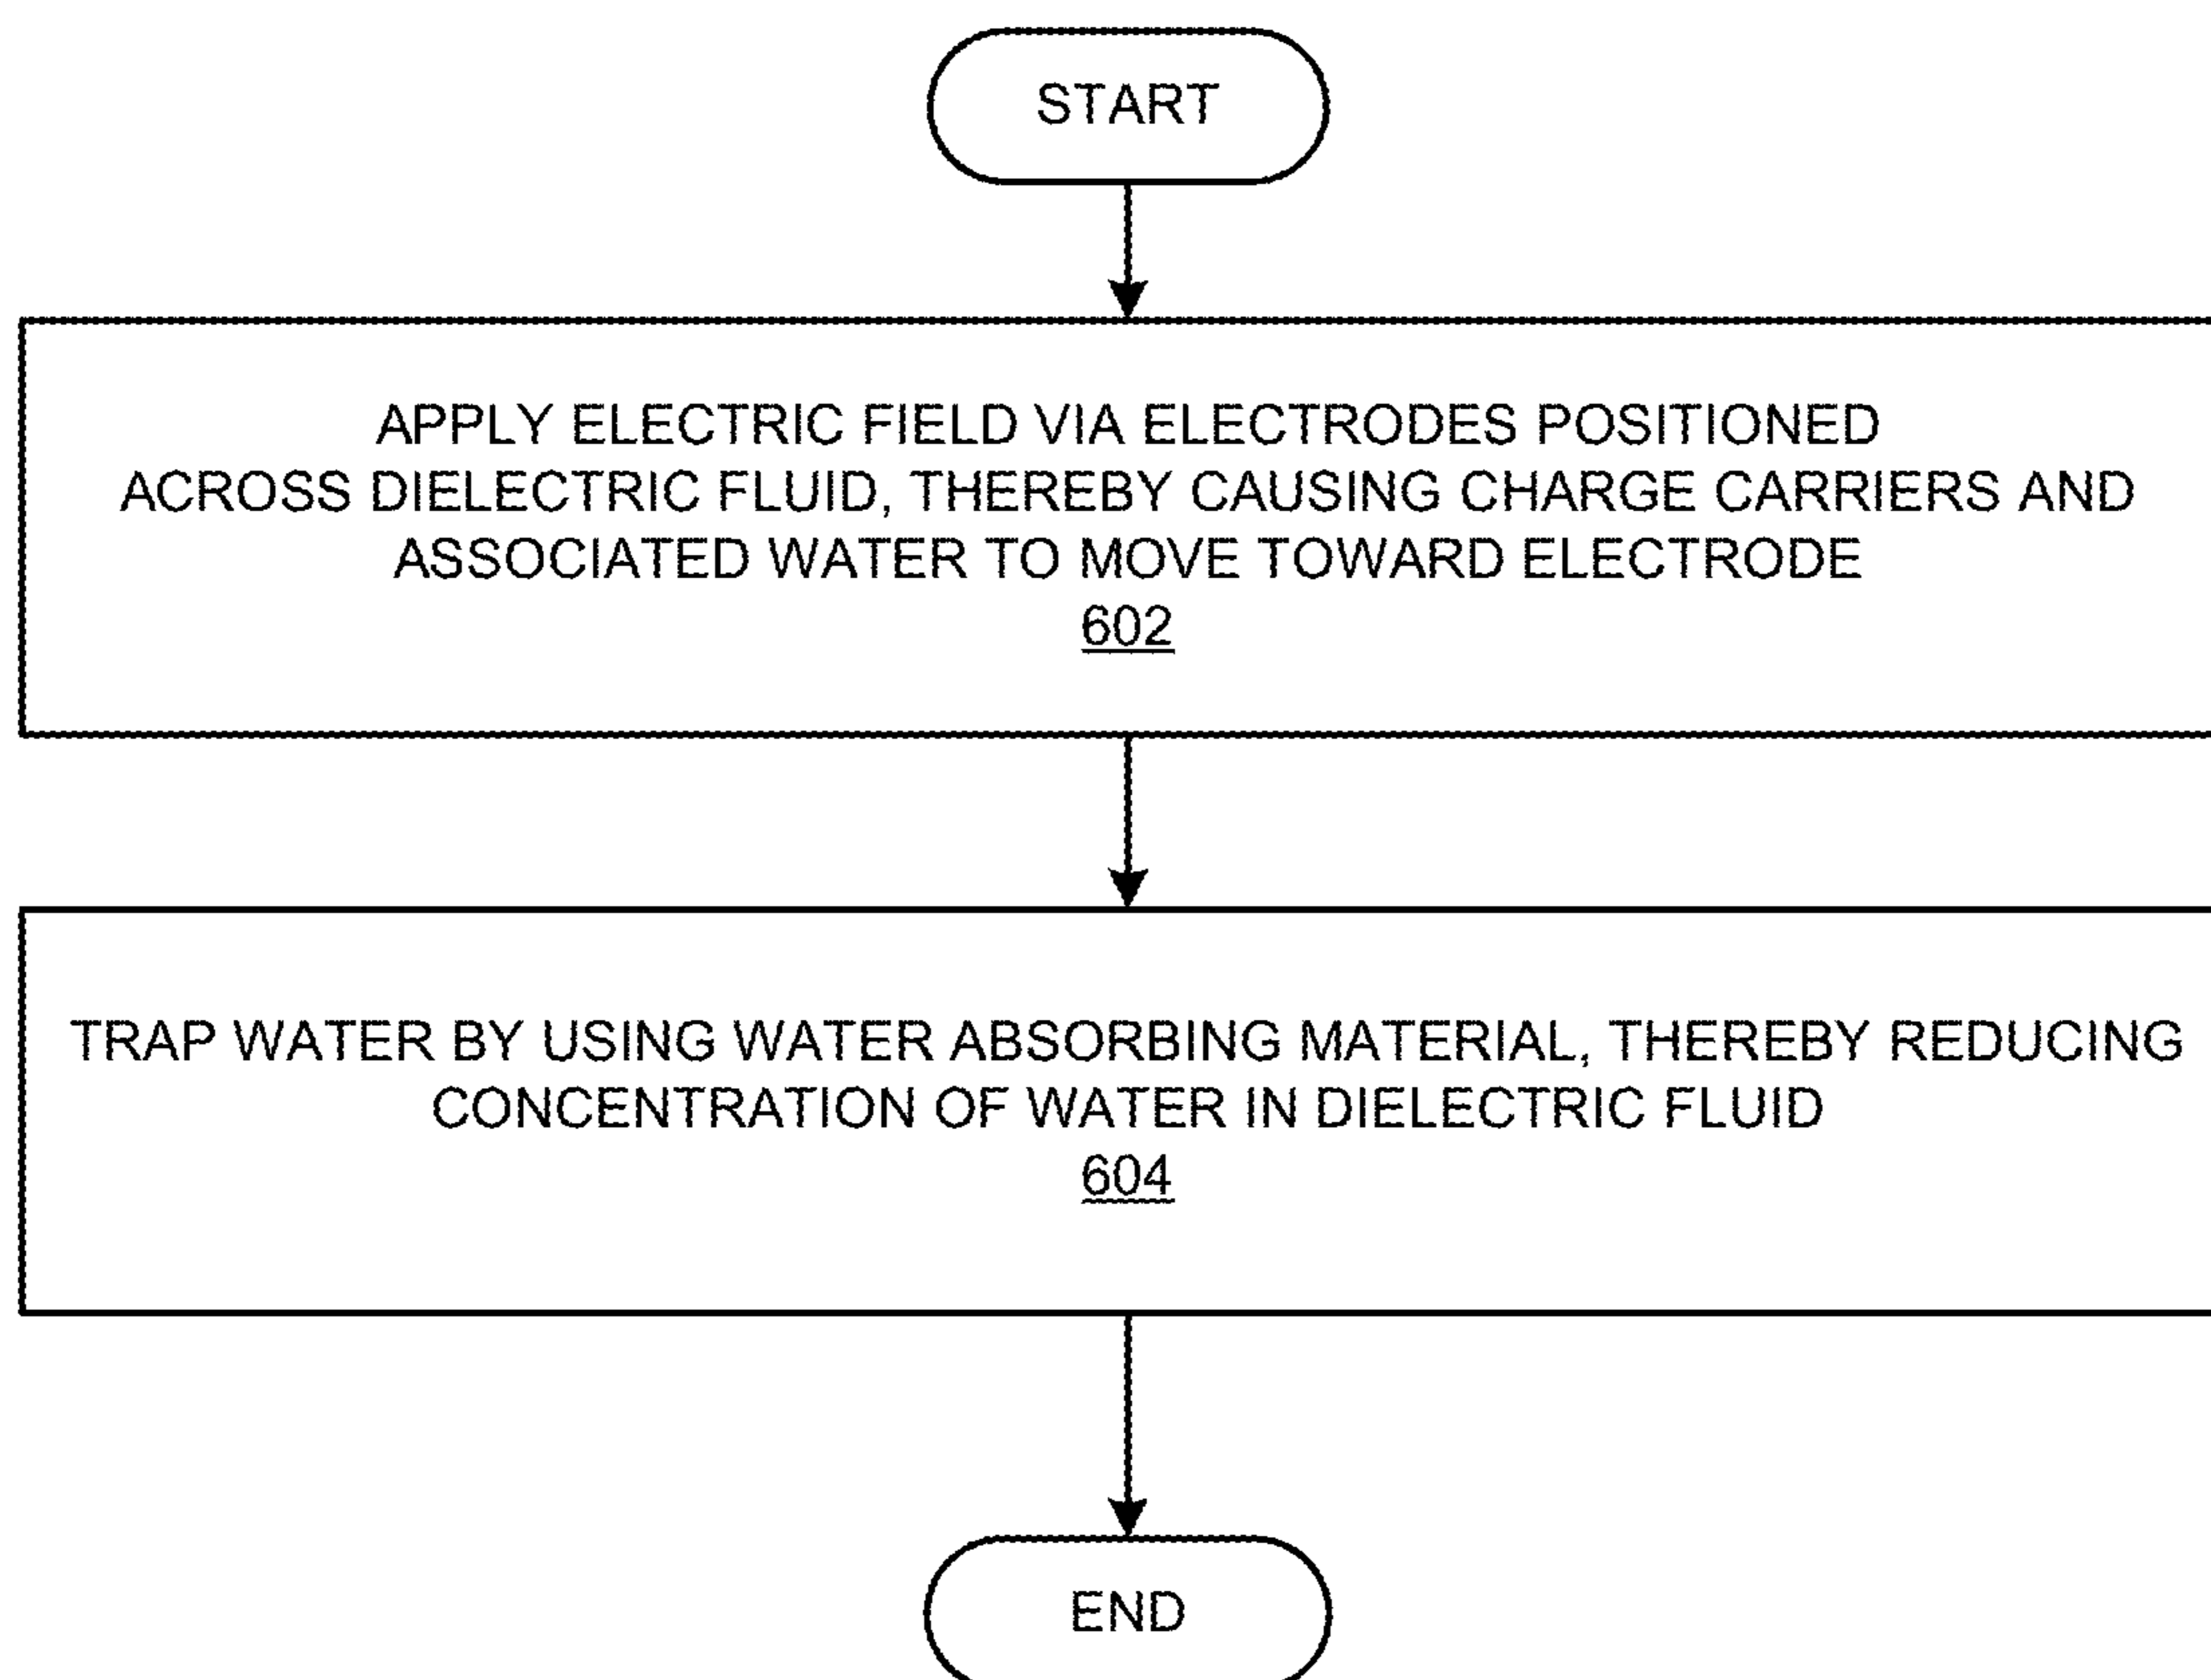 START
APPLY ELECTRIC FIELD VIA ELECTRODES POSITIONED
ACROSS DIELECTRIC FLUID, THEREBY CAUSING CHARGE CARRIERS AND
ASSOCIATED WATER TO MOVE TOWARD ELECTRODE
602
TRAP WATER BY USING WATER ABSORBING MATERIAL, THEREBY REDUCING
CONCENTRATION OF WATER IN DIELECTRIC FLUID
604
END